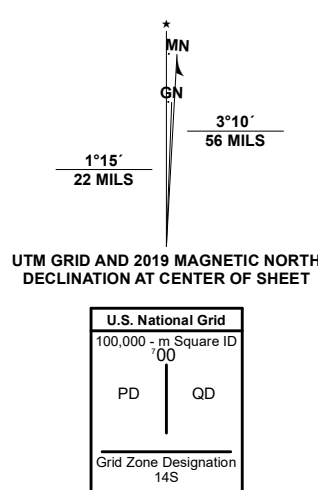 ★
MN
GN
3°10´
56 MILS
1°15´
22 MILS
UTM GRID AND 2019 MAGNETIC NORTH
DECLINATION AT CENTER OF SHEET
U.S. National Grid
100,000 - m Square ID
⁷00
PD QD
Grid Zone Designation
14S